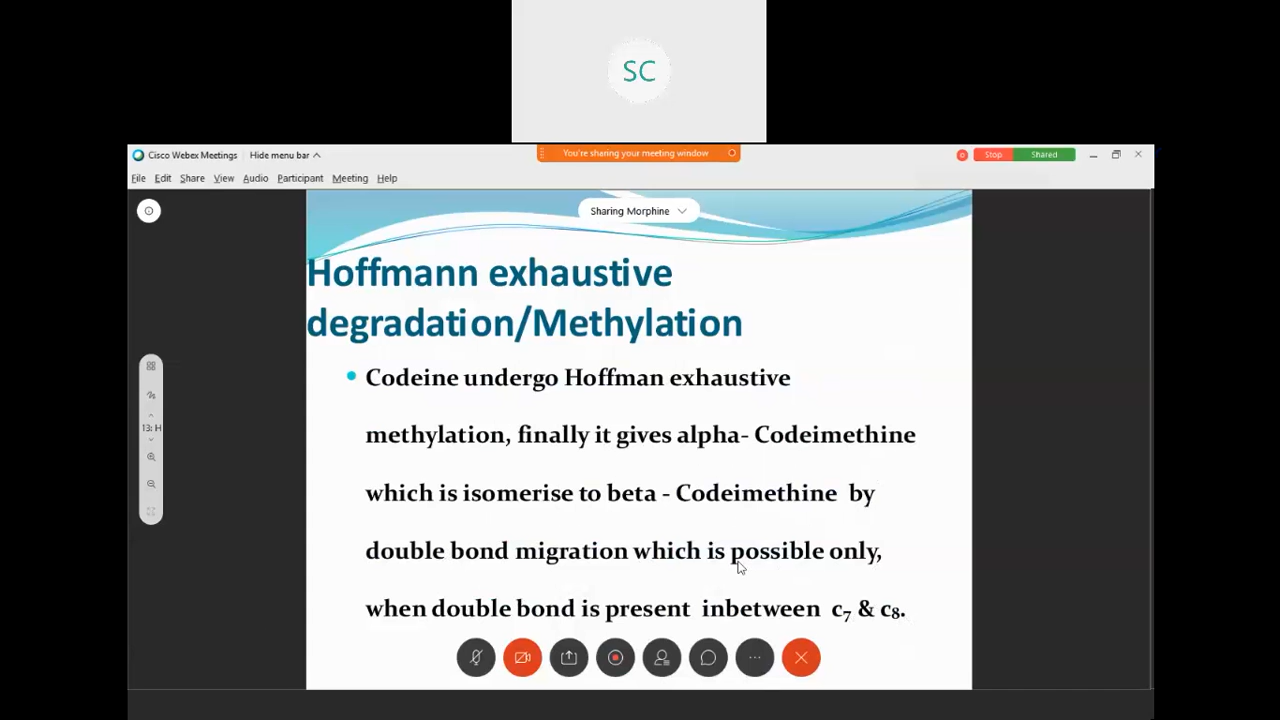 SC
Cisco Webex Meetings Hide menu bar
You're sharing your meeting window
Stop Shared
File Edit Share View Audio Participant Meeting Help
Sharing Morphine
Hoffmann exhaustive
degradation/Methylation
• Codeine undergo Hoffman exhaustive
methylation, finally it gives alpha- Codeimethine
which is isomerise to beta - Codeimethine by
double bond migration which is possible only,
when double bond is present inbetween c₇ & c₈.
13: H